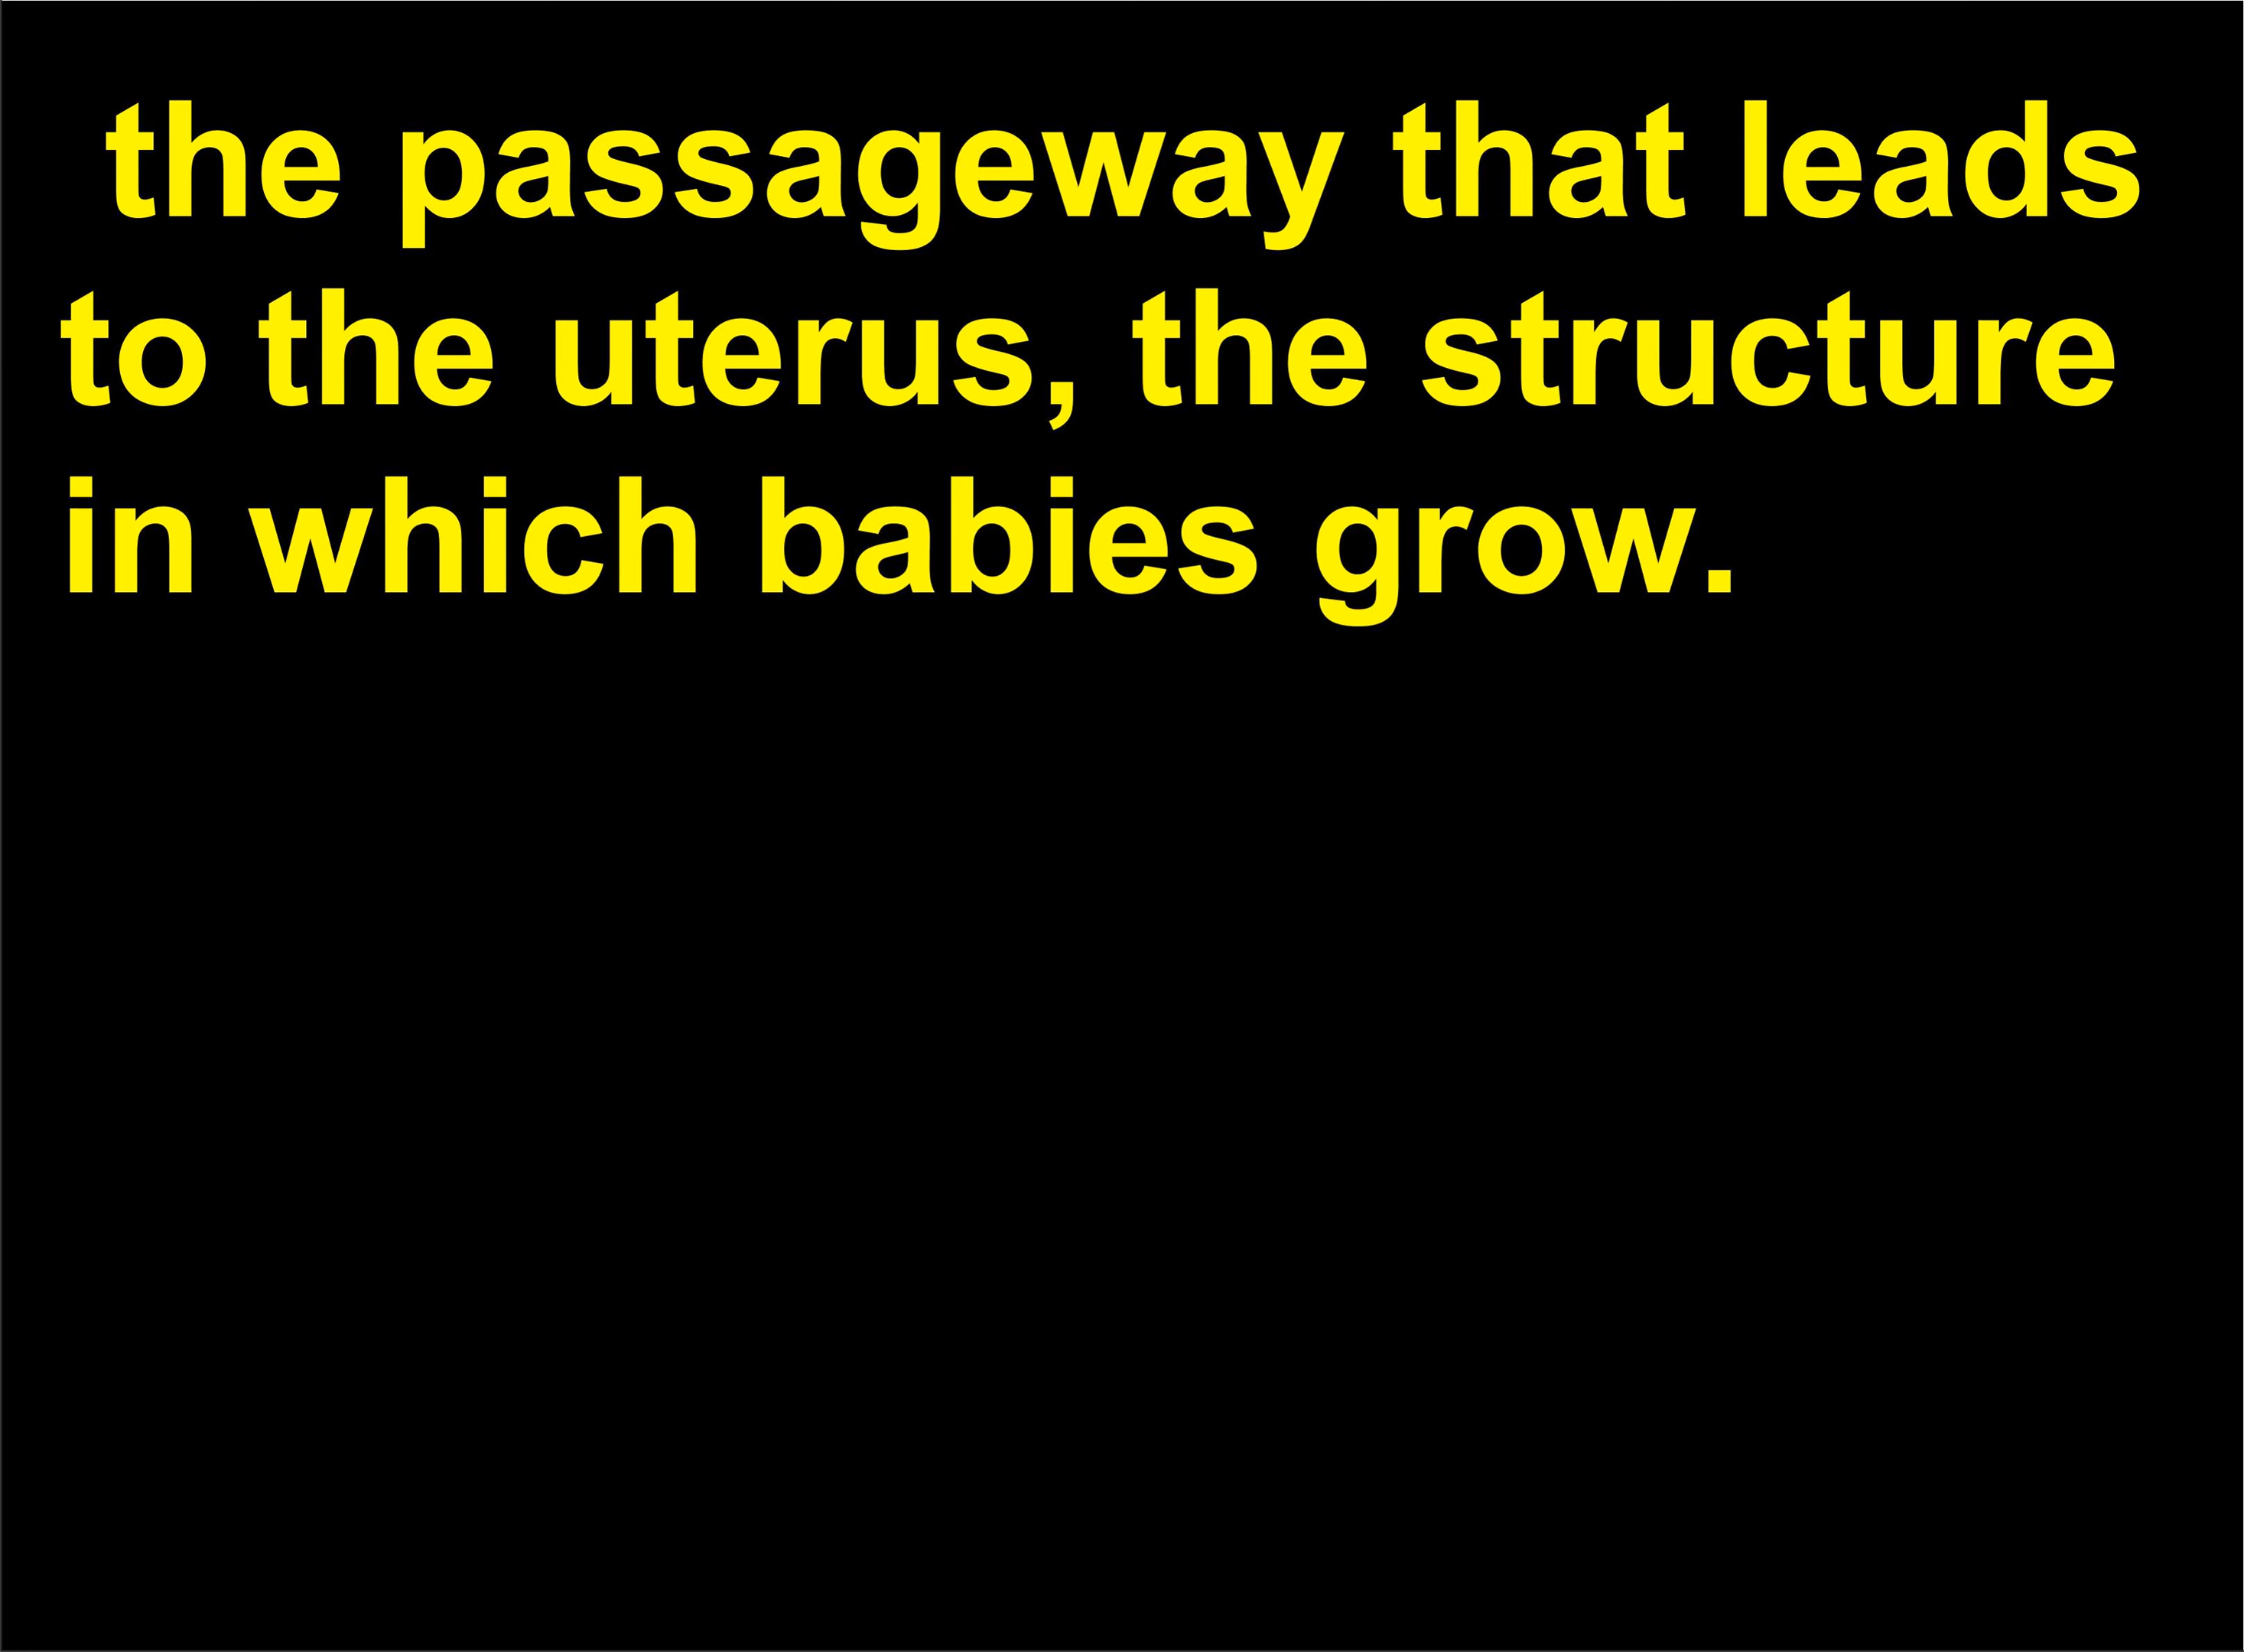 the passageway that leads
to the uterus, the structure
in which babies grow.